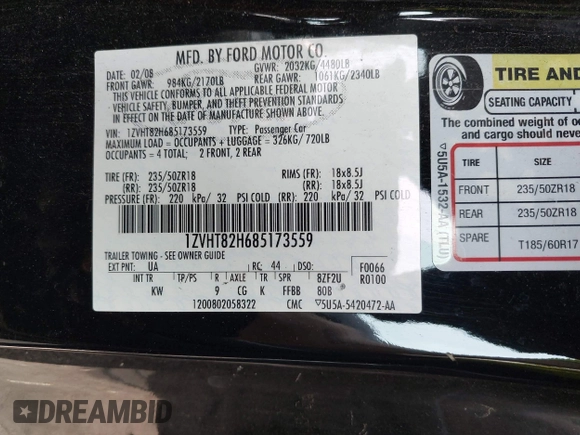 MFD. BY FORD MOTOR CO.
DATE: 02/08 GVWR: 2032KG/4480LB
FRONT GAWR: 984KG/2170LB REAR GAWR: 1061KG/2340LB
THIS VEHICLE CONFORMS TO ALL APPLICABLE FEDERAL MOTOR
VEHICLE SAFETY, BUMPER, AND THEFT PREVENTION STANDARDS
IN EFFECT ON THE DATE OF MANUFACTURE SHOWN ABOVE.
VIN: 1ZVHT82H685173559 TYPE: Passenger Car
MAXIMUM LOAD = OCCUPANTS + LUGGAGE = 326KG/720LB
OCCUPANTS = 4 TOTAL; 2 FRONT, 2 REAR
TIRE (FR): 235/50ZR18 RIMS (FR): 18x8.5J
(RR): 235/50ZR18 (RR): 18x8.5J
PRESSURE (FR) 220 kPa/ 32 PSI COLD (RR) 220 kPa/ 32 PSI COLD
1ZVHT82H685173559
TRAILER TOWING - SEE OWNER GUIDE
EXT PNT: UA RC: 44 F0066
INT TR TP/PS R AXLE TR SPR 8ZF2U R0100
KW 9 CG K FFBB 80B
1200802058322 CMC 5U5A-5420472-AA
TIRE AND
SEATING CAPACITY
The combined weight of oc
and cargo should neve
TIRE SIZE
FRONT 235/50ZR18
REAR 235/50ZR18
SPARE T185/60R17
5U5A-1532AA (TLU)
DREAMBID